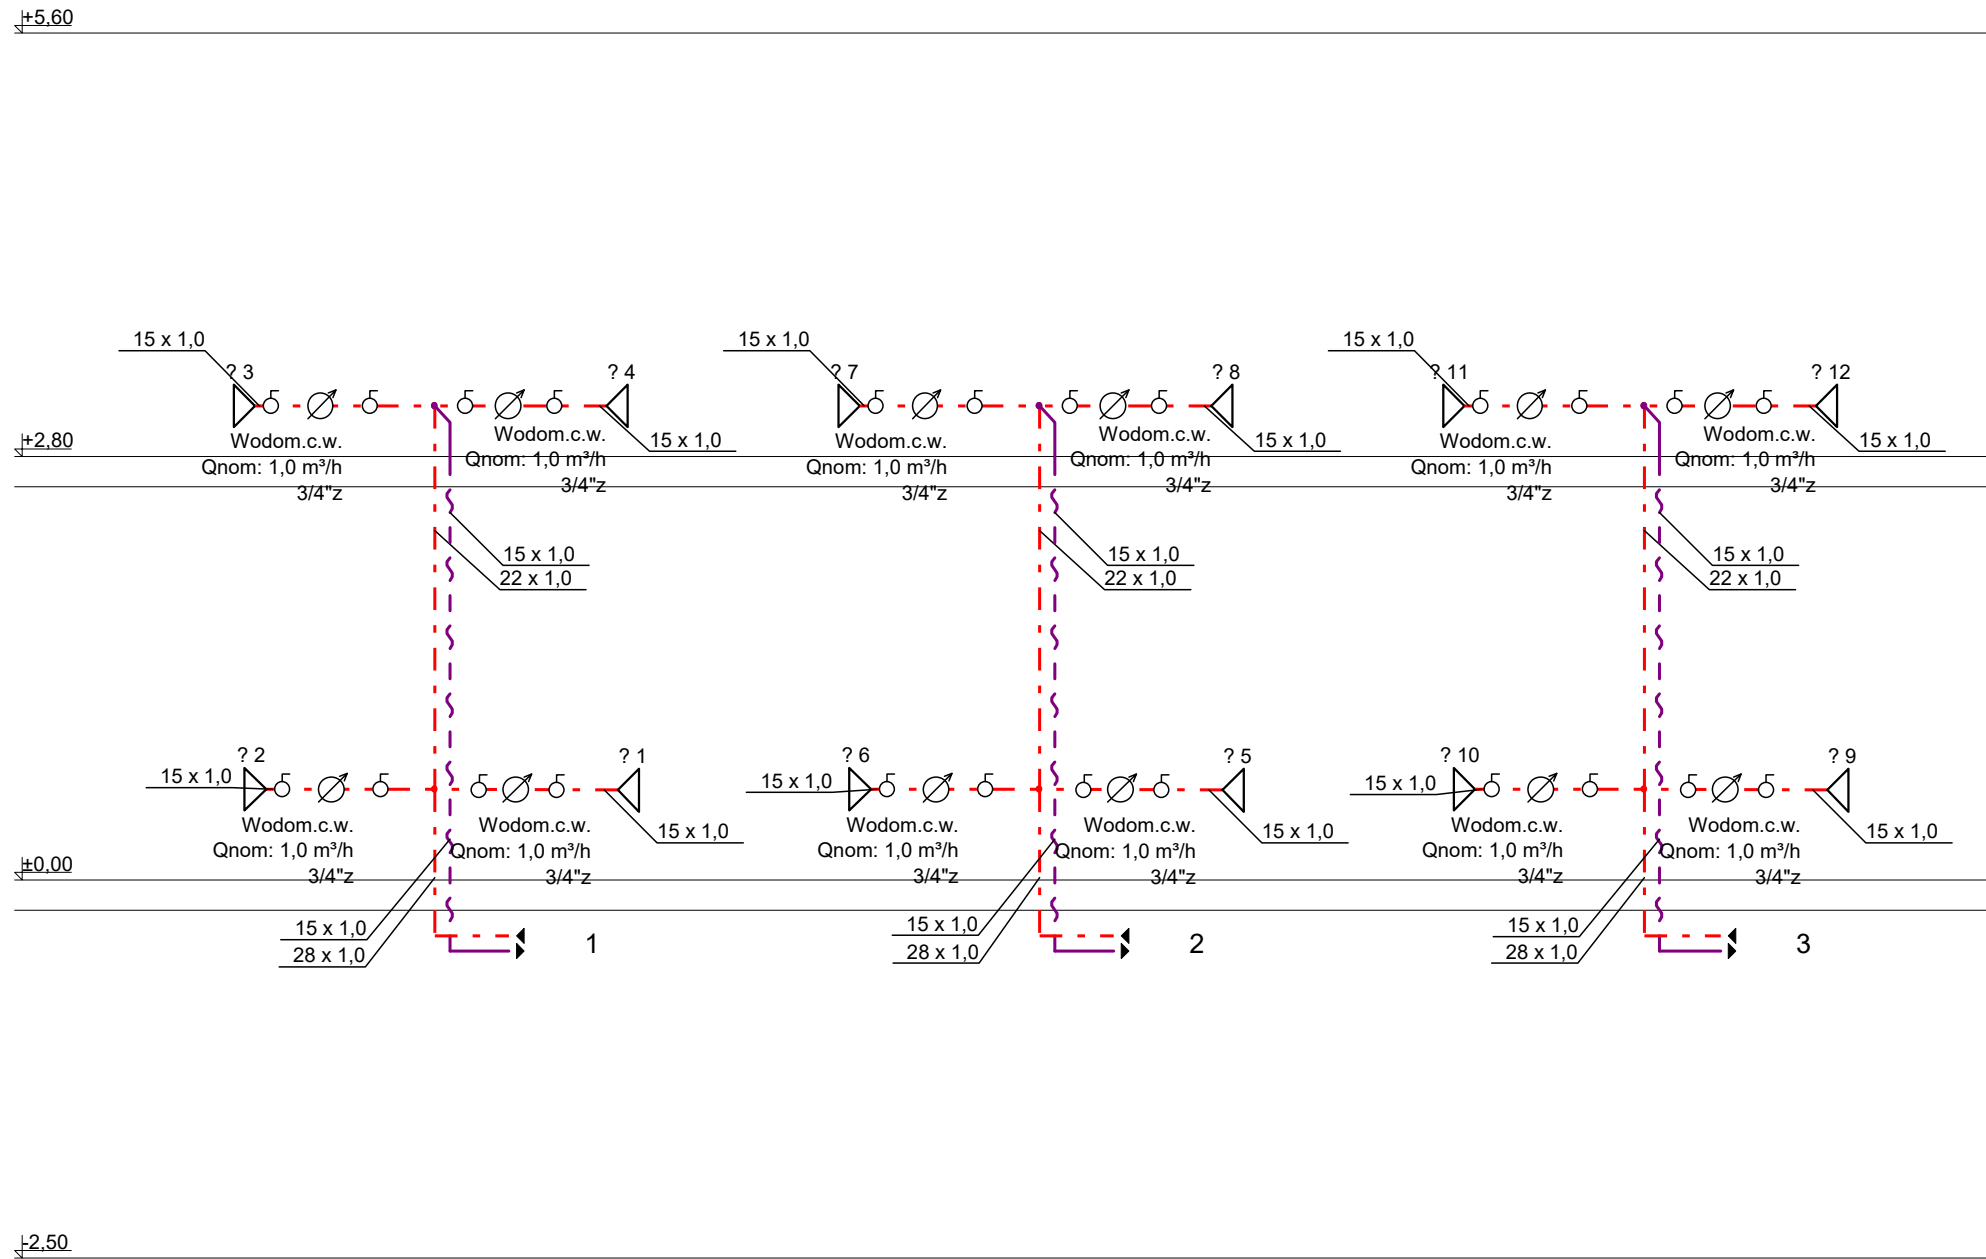 +5,60
15 x 1,0
15 x 1,0
15 x 1,0
? 3
? 4
? 7
? 8
? 11
? 12
+2,80
Wodom.c.w.
Qnom: 1,0 m³/h
3/4"z
Wodom.c.w.
Qnom: 1,0 m³/h
3/4"z
15 x 1,0
Wodom.c.w.
Qnom: 1,0 m³/h
3/4"z
Wodom.c.w.
Qnom: 1,0 m³/h
3/4"z
15 x 1,0
Wodom.c.w.
Qnom: 1,0 m³/h
3/4"z
Wodom.c.w.
Qnom: 1,0 m³/h
3/4"z
15 x 1,0
15 x 1,0
22 x 1,0
15 x 1,0
22 x 1,0
15 x 1,0
22 x 1,0
? 2
? 1
? 6
? 5
? 10
? 9
15 x 1,0
15 x 1,0
15 x 1,0
Wodom.c.w.
Qnom: 1,0 m³/h
3/4"z
Wodom.c.w.
Qnom: 1,0 m³/h
3/4"z
15 x 1,0
Wodom.c.w.
Qnom: 1,0 m³/h
3/4"z
Wodom.c.w.
Qnom: 1,0 m³/h
3/4"z
15 x 1,0
Wodom.c.w.
Qnom: 1,0 m³/h
3/4"z
Wodom.c.w.
Qnom: 1,0 m³/h
3/4"z
15 x 1,0
±0,00
15 x 1,0
28 x 1,0
1
15 x 1,0
28 x 1,0
2
15 x 1,0
28 x 1,0
3
-2,50